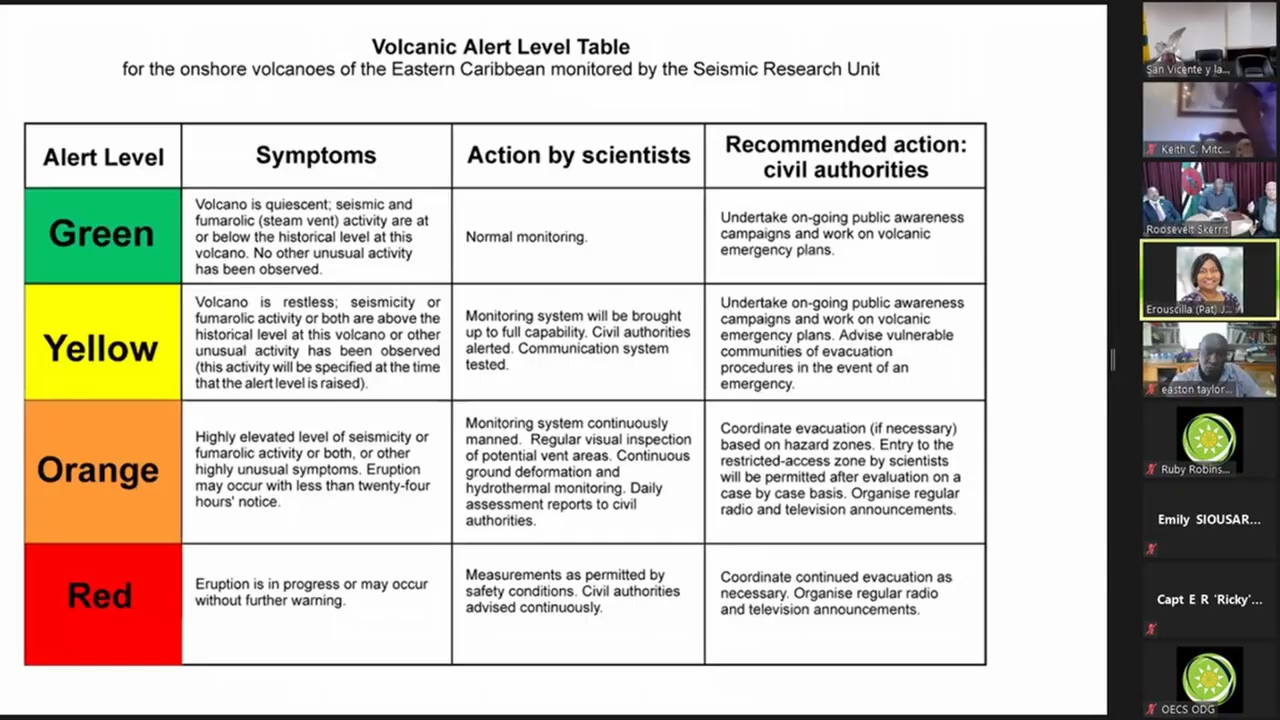 Volcanic Alert Level Table
for the onshore volcanoes of the Eastern Caribbean monitored by the Seismic Research Unit
Alert Level
Symptoms
Action by scientists
Recommended action:
civil authorities
Green
Volcano is quiescent; seismic and
fumarolic (steam vent) activity are at
or below the historical level at this
volcano. No other unusual activity
has been observed.
Normal monitoring.
Undertake on-going public awareness
campaigns and work on volcanic
emergency plans.
Yellow
Volcano is restless; seismicity or
fumarolic activity or both are above the
historical level at this volcano or other
unusual activity has been observed
(this activity will be specified at the time
that the alert level is raised).
Monitoring system will be brought
up to full capability. Civil authorities
alerted. Communication system
tested.
Undertake on-going public awareness
campaigns and work on volcanic
emergency plans. Advise vulnerable
communities of evacuation
procedures in the event of an
emergency.
Orange
Highly elevated level of seismicity or
fumarolic activity or both, or other
highly unusual symptoms. Eruption
may occur with less than twenty-four
hours' notice.
Monitoring system continuously
manned. Regular visual inspection
of potential vent areas. Continuous
ground deformation and
hydrothermal monitoring. Daily
assessment reports to civil
authorities.
Coordinate evacuation (if necessary)
based on hazard zones. Entry to the
restricted-access zone by scientists
will be permitted after evaluation on a
case by case basis. Organise regular
radio and television announcements.
Red
Eruption is in progress or may occur
without further warning.
Measurements as permitted by
safety conditions. Civil authorities
advised continuously.
Coordinate continued evacuation as
necessary. Organise regular radio
and television announcements.
San Vicente y la...
Keith C. Mitc...
Roosevelt Skerrit
Erouscilla (Pat) J...
easton taylor...
Ruby Robins...
Emily SIOUSAR...
Capt E R 'Ricky'...
OECS ODG